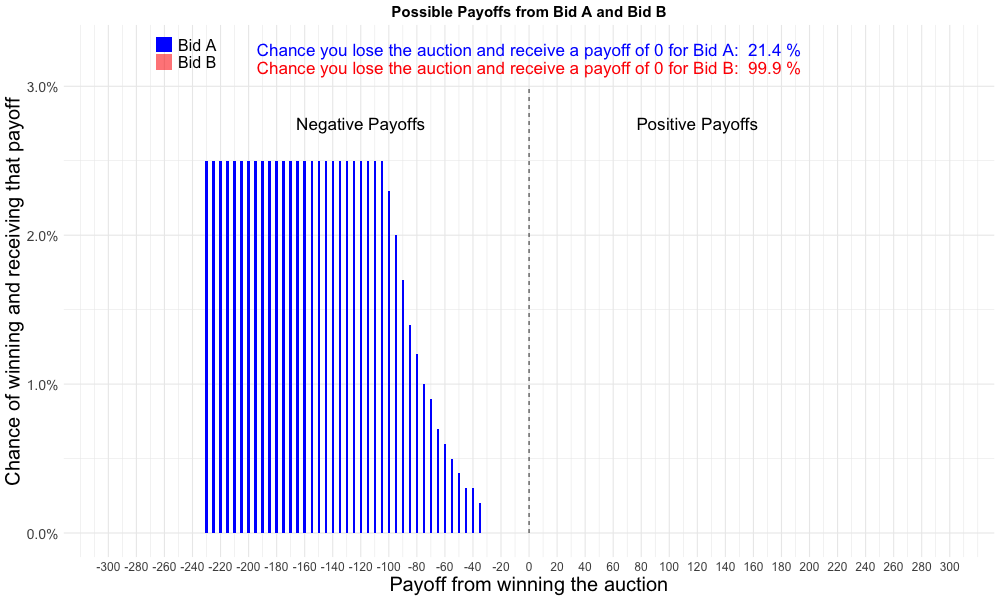 Possible Payoffs from Bid A and Bid B
Bid A
Bid B
Chance you lose the auction and receive a payoff of 0 for Bid A: 21.4 %
Chance you lose the auction and receive a payoff of 0 for Bid B: 99.9 %
Negative Payoffs
Positive Payoffs
Chance of winning and receiving that payoff
3.0%
2.0%
1.0%
0.0%
-300 -280 -260 -240 -220 -200 -180 -160 -140 -120 -100 -80 -60 -40 -20 0 20 40 60 80 100 120 140 160 180 200 220 240 260 280 300
Payoff from winning the auction